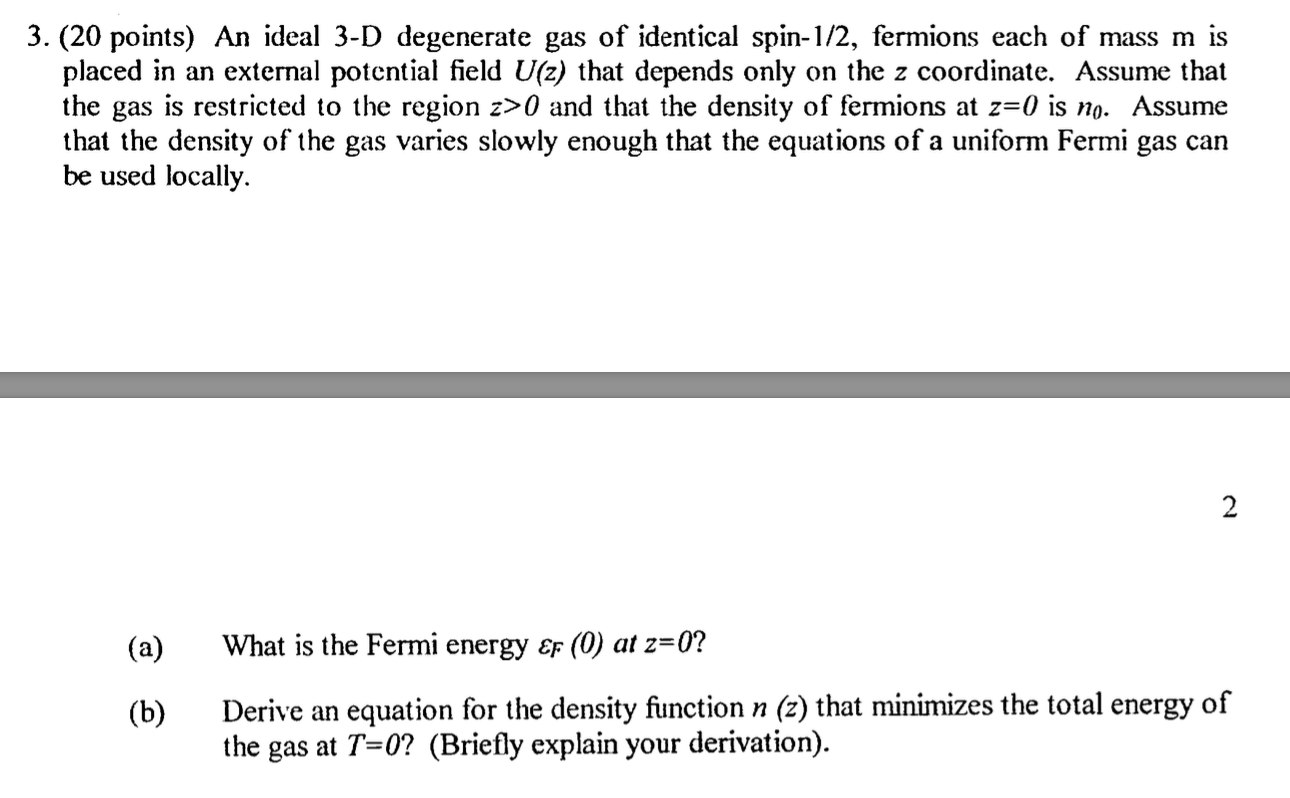 3. (20 points) An ideal 3-D degenerate gas of identical spin-1/2, fermions each of mass m is
placed in an external potential field U(z) that depends only on the z coordinate. Assume that
the gas is restricted to the region z>0 and that the density of fermions at z=0 is n₀. Assume
that the density of the gas varies slowly enough that the equations of a uniform Fermi gas can
be used locally.
2
(a) What is the Fermi energy εF (0) at z=0?
(b) Derive an equation for the density function n (z) that minimizes the total energy of
the gas at T=0? (Briefly explain your derivation).